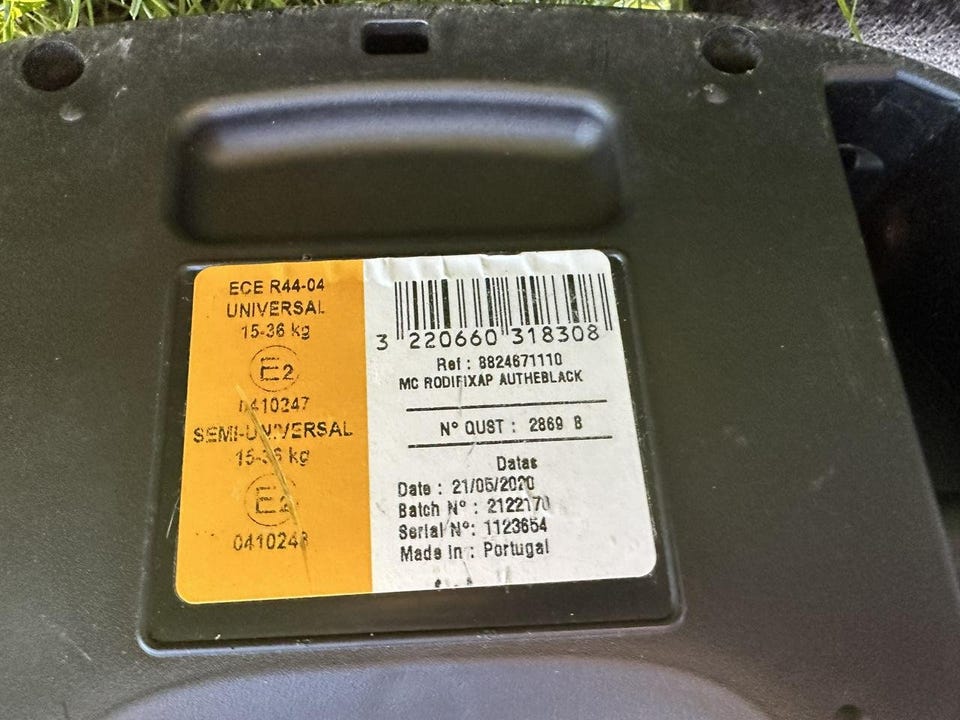 ECE R44-04
UNIVERSAL
15-36 kg
E2
0410247
SEMI-UNIVERSAL
15-36 kg
E2
041024
3 220660 318308
Ref : 8824671110
MC RODIFIXAP AUTHEBLACK
N° QUST : 2869 B
Datas
Date : 21/05/2020
Batch N° : 2122170
Serial N°: 1123654
Made in : Portugal